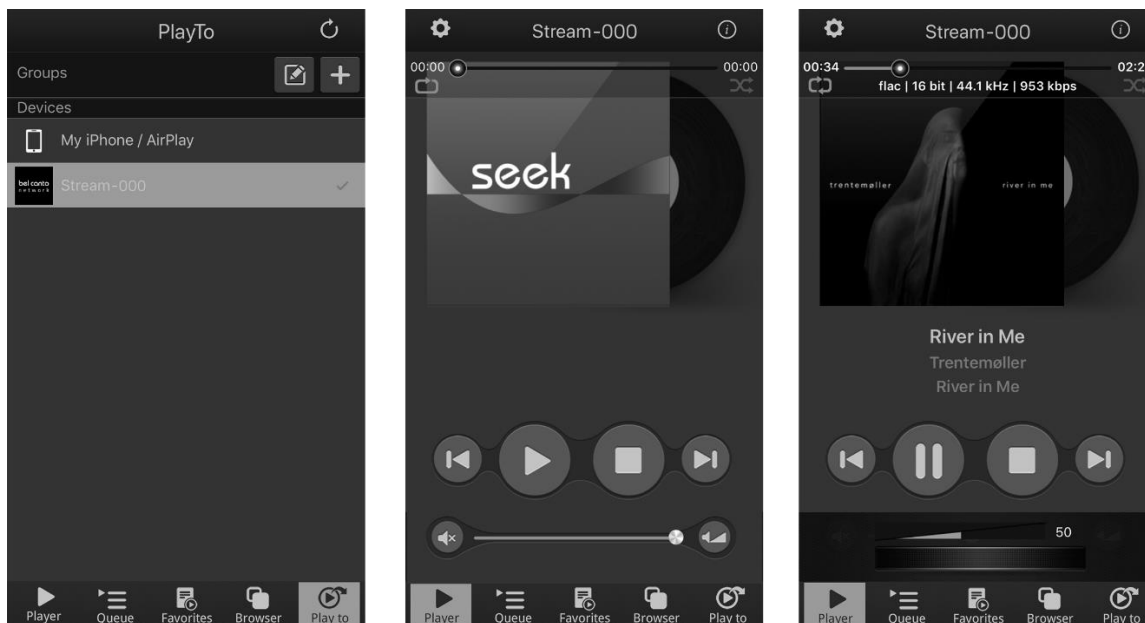 PlayTo
Groups
Devices
My iPhone / AirPlay
bel canto
network
Stream-000
Player
Queue
Favorites
Browser
Play to
Stream-000
00:00
00:00
seek
Player
Queue
Favorites
Browser
Play to
Stream-000
00:34
02:2
flac | 16 bit | 44.1 kHz | 953 kbps
trentemøller
river in me
River in Me
Trentemøller
River in Me
50
Player
Queue
Favorites
Browser
Play to